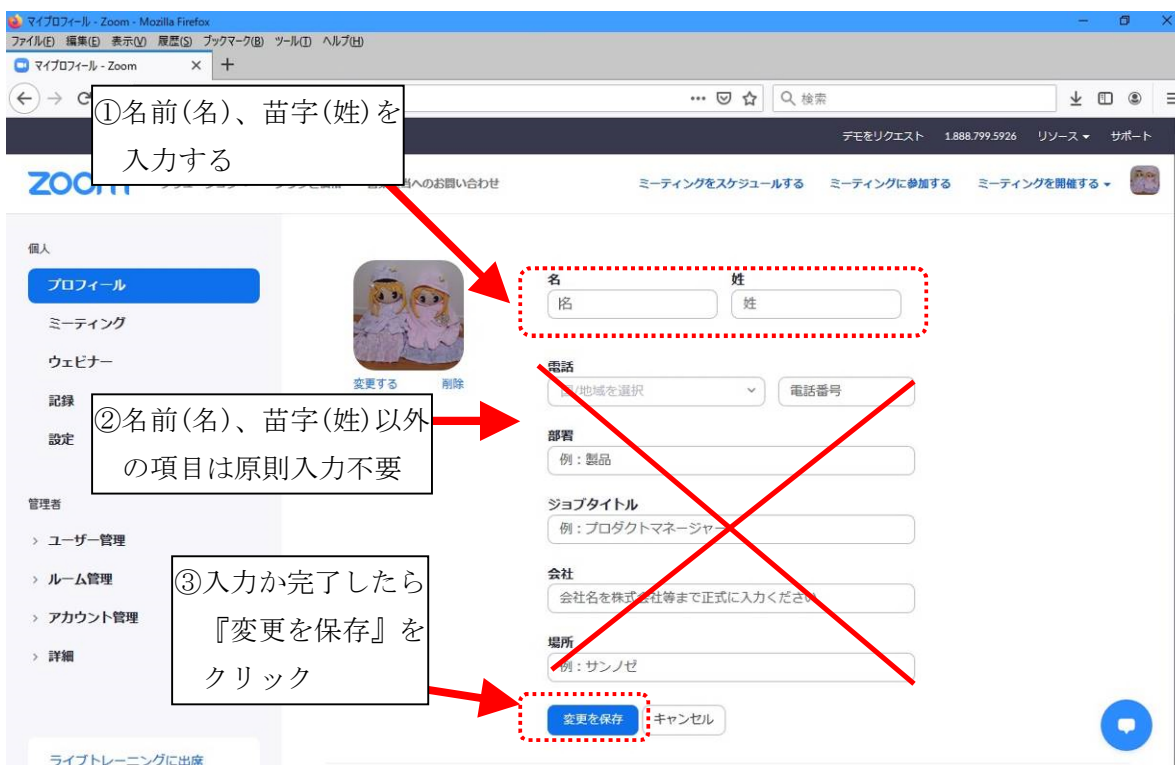 マイプロフィール - Zoom - Mozilla Firefox
ファイル(F) 編集(E) 表示(V) 履歴(S) ブックマーク(B) ツール(T) ヘルプ(H)
マイプロフィール - Zoom × +
検索
①名前(名)、苗字(姓)を
入力する
デモをリクエスト 1.888.799.5926 リソース サポート
zoom
へのお問い合わせ ミーティングをスケジュールする ミーティングに参加する ミーティングを開催する
個人
プロフィール
ミーティング
ウェビナー
記録
設定
変更する 削除
名 姓
名 姓
電話
地域を選択 電話番号
②名前(名)、苗字(姓)以外
の項目は原則入力不要
部署
例：製品
ジョブタイトル
例：プロダクトマネージャー
会社
会社名を株式会社等まで正式に入力ください
場所
例：サンノゼ
管理者
> ユーザー管理
> ルーム管理
> アカウント管理
> 詳細
③入力か完了したら
『変更を保存』を
クリック
変更を保存 キャンセル
ライブトレーニングに出席